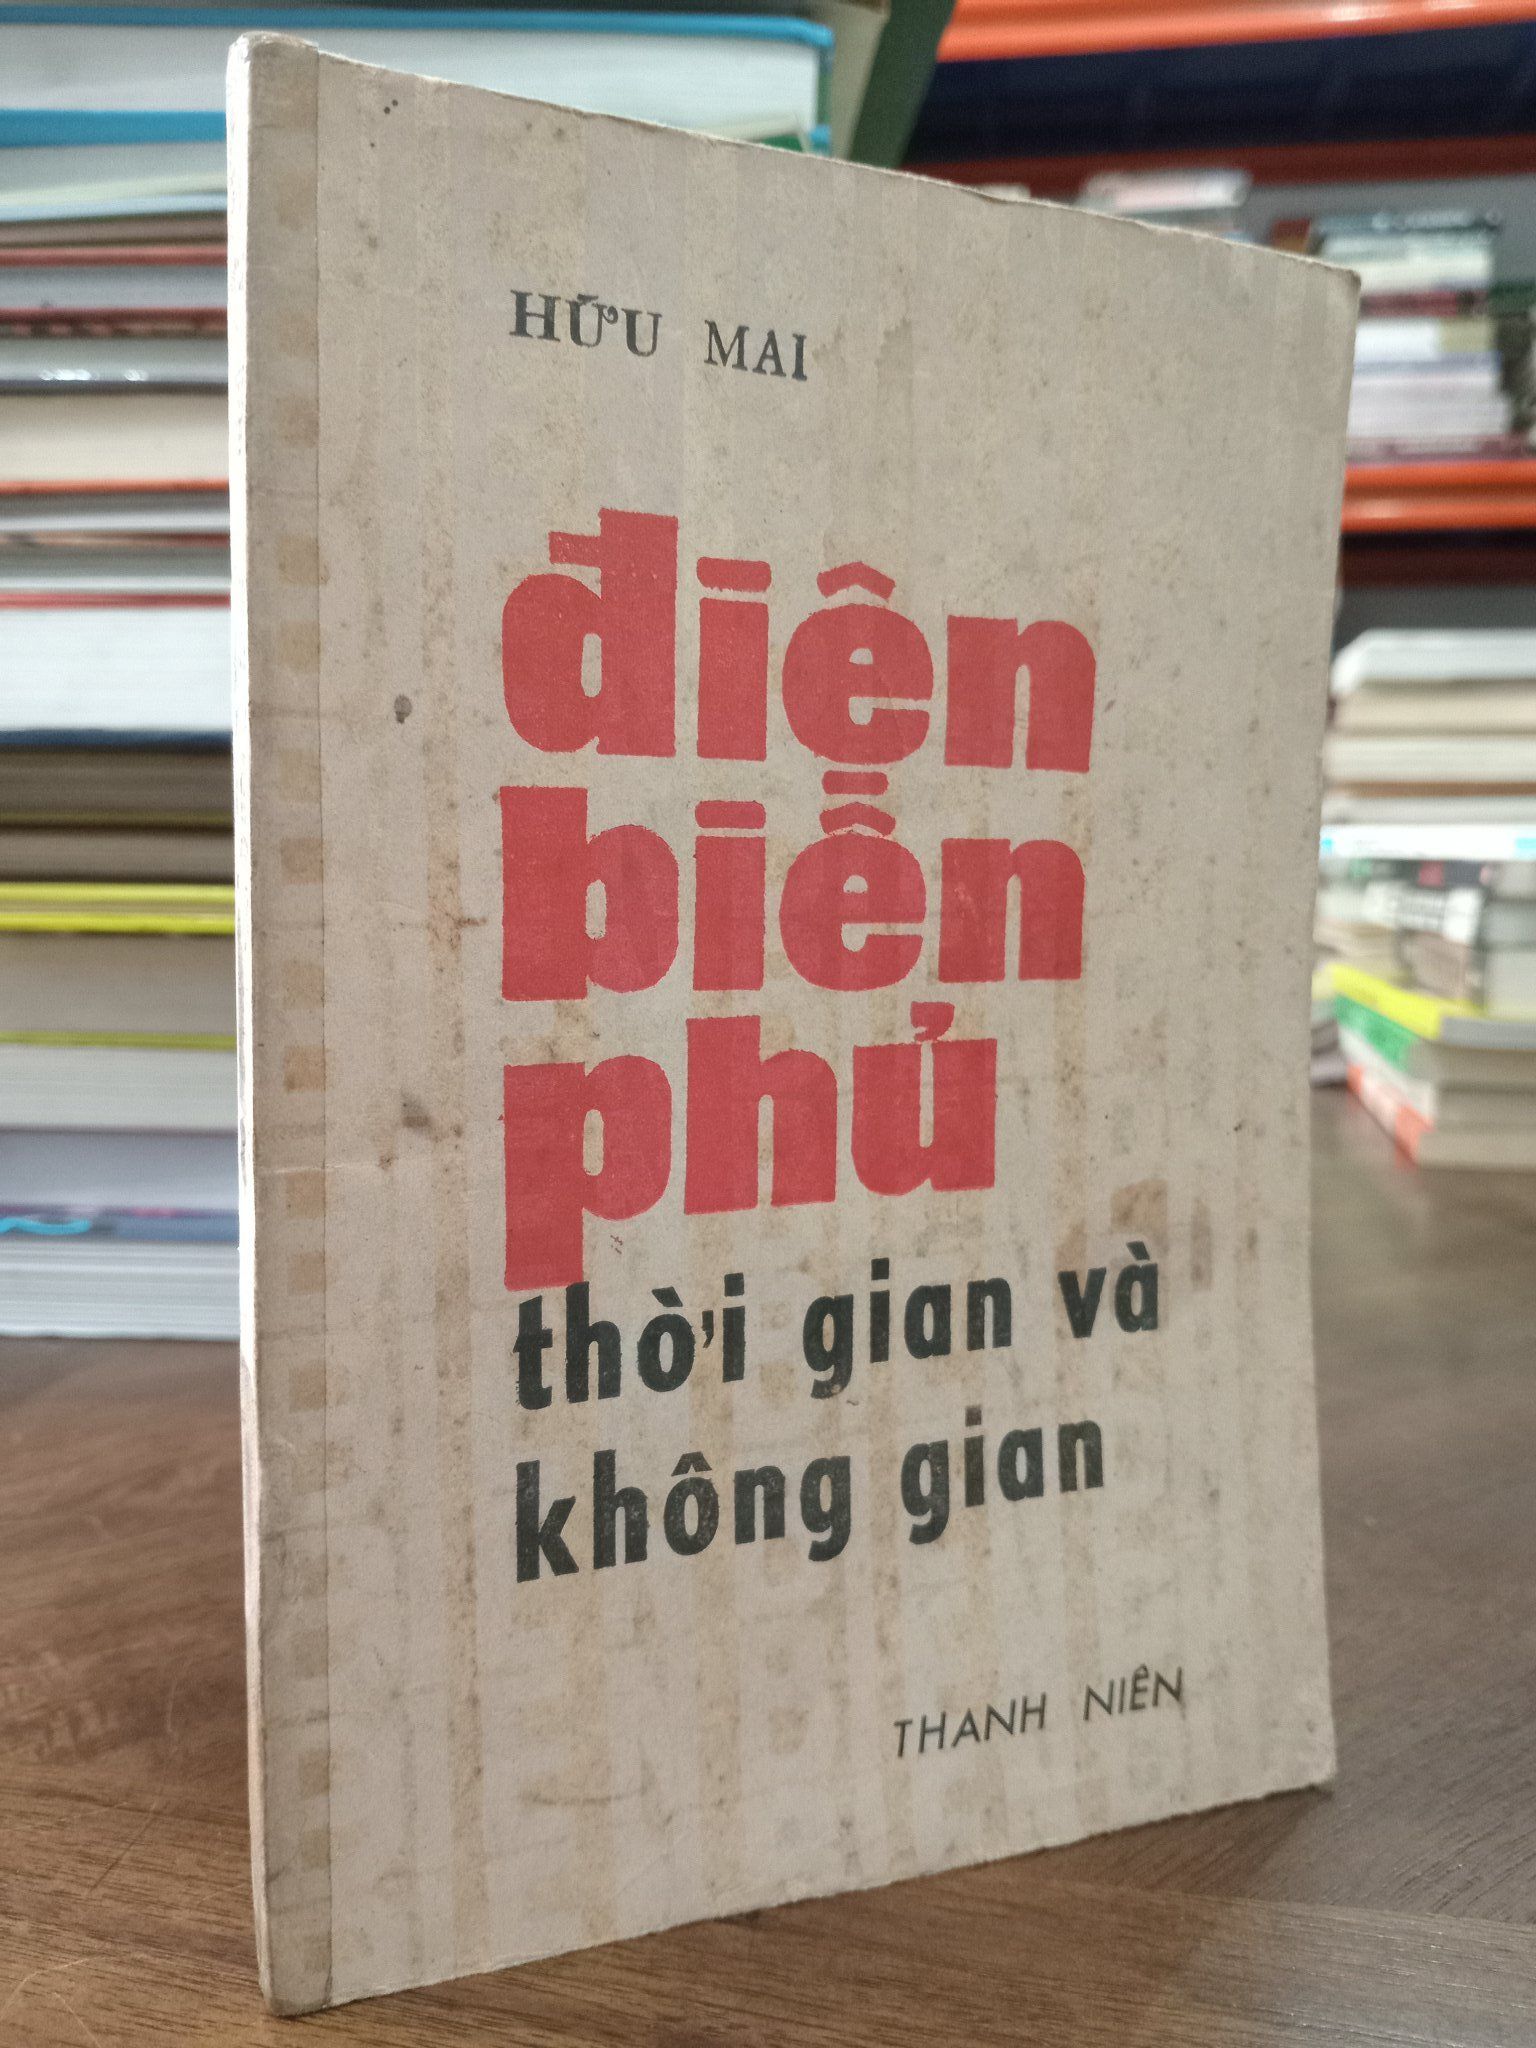 HỮU MAI
điện
biên
phủ
thời gian và
không gian
THANH NIÊN